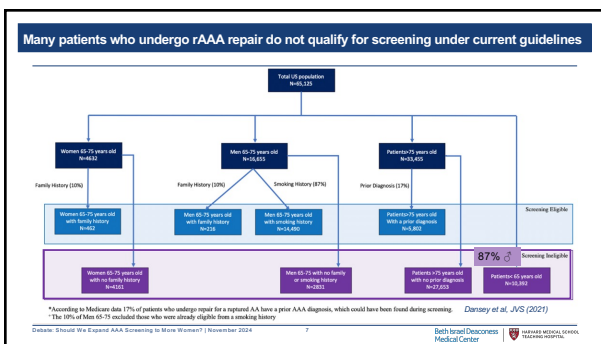 Many patients who undergo rAAA repair do not qualify for screening under current guidelines
Total US population
N=65,125
Women 65-75 years old
N=4632
Men 65-75 years old
N=16,655
Patients>75 years old
N=33,455
Family History (10%)
Family History (10%)
Smoking History (87%)
Prior Diagnosis (17%)
Screening Eligible
Women 65-75 years old
with family history
N=462
Men 65-75 years old
with family history
N=216
Men 65-75 years old
with smoking history
N=14,490
Patients>75 years old
With a prior diagnosis
N=5,802
87% ♂
Screening Ineligible
Women 65-75 years old
with no family history
N=4161
Men 65-75 with no family
or smoking history
N=2831
Patients >75 years old
with no prior diagnosis
N=27,653
Patients< 65 years old
N=10,392
*According to Medicare data 17% of patients who undergo repair for a ruptured AA have a prior AAA diagnosis, which could have been found during screening.
+The 10% of Men 65-75 excluded those who were already eligible from a smoking history
Dansey et al, JVS (2021)
Debate: Should We Expand AAA Screening to More Women? | November 2024
7
Beth Israel Deaconess
Medical Center
HARVARD MEDICAL SCHOOL
TEACHING HOSPITAL